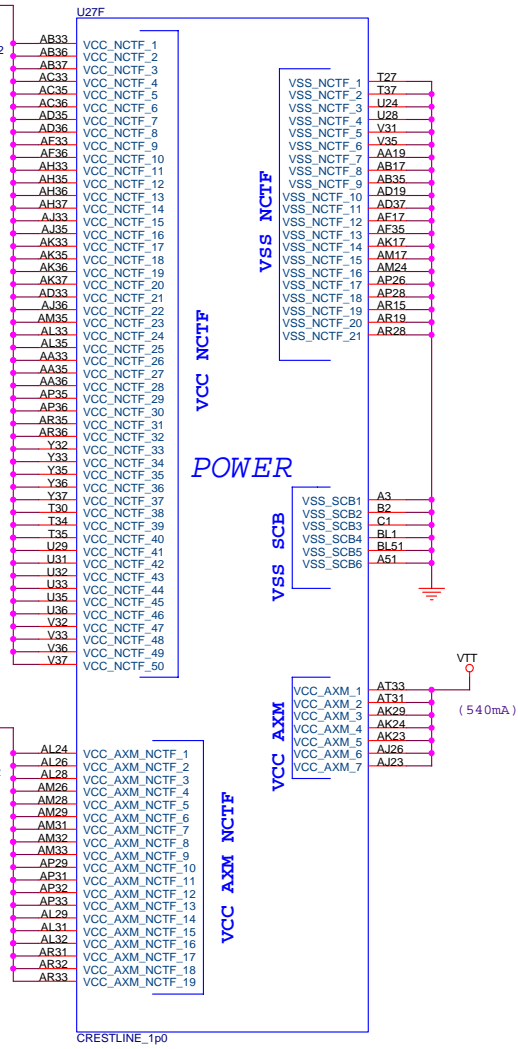 U27F
AB33 VCC_NCTF_1
AB36 VCC_NCTF_2
AB37 VCC_NCTF_3
AC33 VCC_NCTF_4
AC35 VCC_NCTF_5
AC36 VCC_NCTF_6
AD35 VCC_NCTF_7
AD36 VCC_NCTF_8
AF33 VCC_NCTF_9
AF36 VCC_NCTF_10
AH33 VCC_NCTF_11
AH35 VCC_NCTF_12
AH36 VCC_NCTF_13
AH37 VCC_NCTF_14
AJ33 VCC_NCTF_15
AJ35 VCC_NCTF_16
AK33 VCC_NCTF_17
AK35 VCC_NCTF_18
AK36 VCC_NCTF_19
AK37 VCC_NCTF_20
AD33 VCC_NCTF_21
AJ36 VCC_NCTF_22
AM35 VCC_NCTF_23
AL33 VCC_NCTF_24
AL35 VCC_NCTF_25
AA33 VCC_NCTF_26
AA35 VCC_NCTF_27
AA36 VCC_NCTF_28
AP35 VCC_NCTF_29
AP36 VCC_NCTF_30
AR35 VCC_NCTF_31
AR36 VCC_NCTF_32
Y32 VCC_NCTF_33
Y33 VCC_NCTF_34
Y35 VCC_NCTF_35
Y36 VCC_NCTF_36
Y37 VCC_NCTF_37
T30 VCC_NCTF_38
T34 VCC_NCTF_39
T35 VCC_NCTF_40
U29 VCC_NCTF_41
U31 VCC_NCTF_42
U32 VCC_NCTF_43
U33 VCC_NCTF_44
U35 VCC_NCTF_45
U36 VCC_NCTF_46
V32 VCC_NCTF_47
V33 VCC_NCTF_48
V36 VCC_NCTF_49
V37 VCC_NCTF_50
VCC NCTF
VSS NCTF
VSS_NCTF_1 T27
VSS_NCTF_2 T37
VSS_NCTF_3 U24
VSS_NCTF_4 U28
VSS_NCTF_5 V31
VSS_NCTF_6 V35
VSS_NCTF_7 AA19
VSS_NCTF_8 AB17
VSS_NCTF_9 AB35
VSS_NCTF_10 AD19
VSS_NCTF_11 AD37
VSS_NCTF_12 AF17
VSS_NCTF_13 AF35
VSS_NCTF_14 AK17
VSS_NCTF_15 AM17
VSS_NCTF_16 AM24
VSS_NCTF_17 AP26
VSS_NCTF_18 AP28
VSS_NCTF_19 AR15
VSS_NCTF_20 AR19
VSS_NCTF_21 AR28
POWER
VSS SCB
VSS_SCB1 A3
VSS_SCB2 B2
VSS_SCB3 C1
VSS_SCB4 BL1
VSS_SCB5 BL51
VSS_SCB6 A51
VTT
(540mA)
VCC AXM
VCC_AXM_1 AT33
VCC_AXM_2 AT31
VCC_AXM_3 AK29
VCC_AXM_4 AK24
VCC_AXM_5 AK23
VCC_AXM_6 AJ26
VCC_AXM_7 AJ23
AL24 VCC_AXM_NCTF_1
AL26 VCC_AXM_NCTF_2
AL28 VCC_AXM_NCTF_3
AM26 VCC_AXM_NCTF_4
AM28 VCC_AXM_NCTF_5
AM29 VCC_AXM_NCTF_6
AM31 VCC_AXM_NCTF_7
AM32 VCC_AXM_NCTF_8
AM33 VCC_AXM_NCTF_9
AP29 VCC_AXM_NCTF_10
AP31 VCC_AXM_NCTF_11
AP32 VCC_AXM_NCTF_12
AP33 VCC_AXM_NCTF_13
AL29 VCC_AXM_NCTF_14
AL31 VCC_AXM_NCTF_15
AL32 VCC_AXM_NCTF_16
AR31 VCC_AXM_NCTF_17
AR32 VCC_AXM_NCTF_18
AR33 VCC_AXM_NCTF_19
VCC AXM NCTF
CRESTLINE_1p0